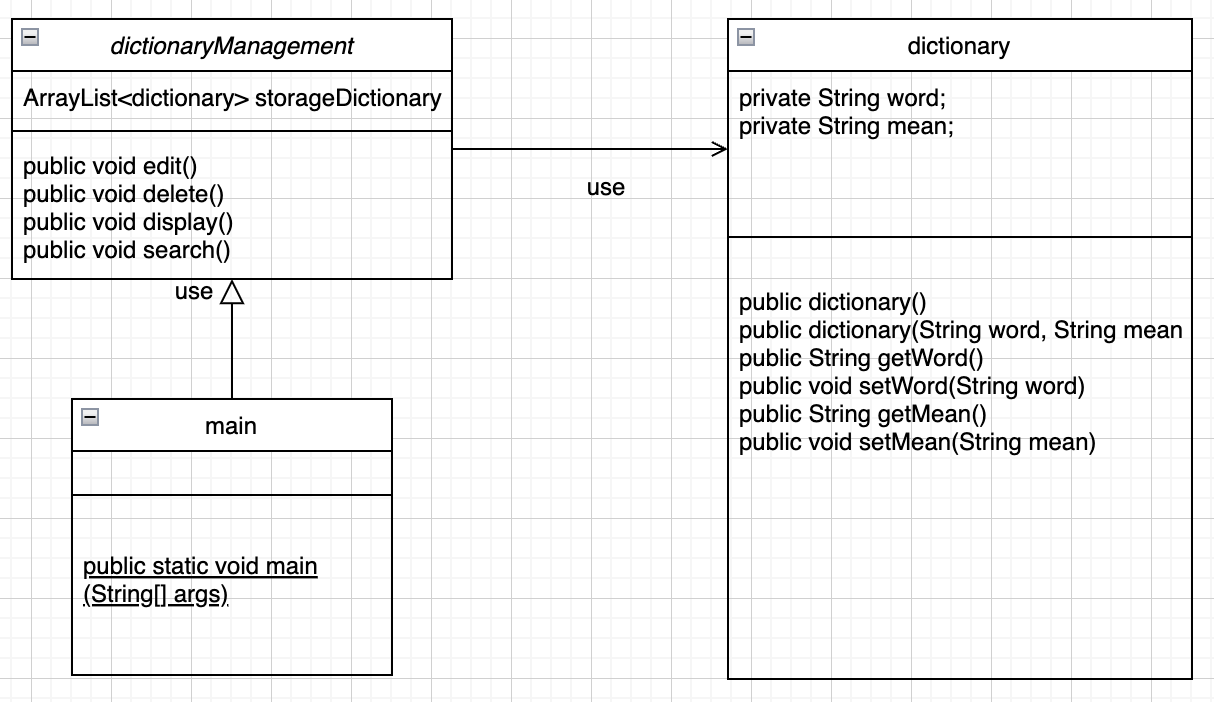 dictionaryManagement
ArrayList<dictionary> storageDictionary
public void edit()
public void delete()
public void display()
public void search()
use
use
main
public static void main
(String[] args)
dictionary
private String word;
private String mean;
public dictionary()
public dictionary(String word, String mean
public String getWord()
public void setWord(String word)
public String getMean()
public void setMean(String mean)